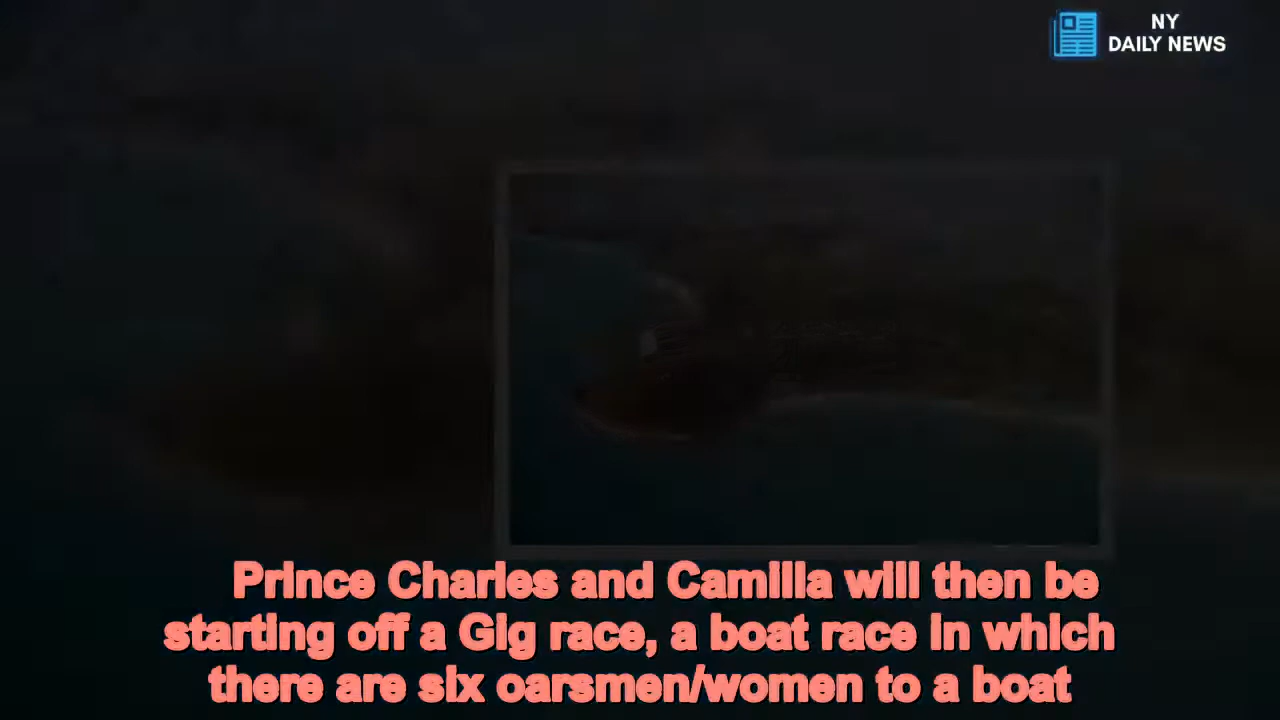 NY
DAILY NEWS
Prince Charles and Camilla will then be
starting off a Gig race, a boat race in which
there are six oarsmen/women to a boat